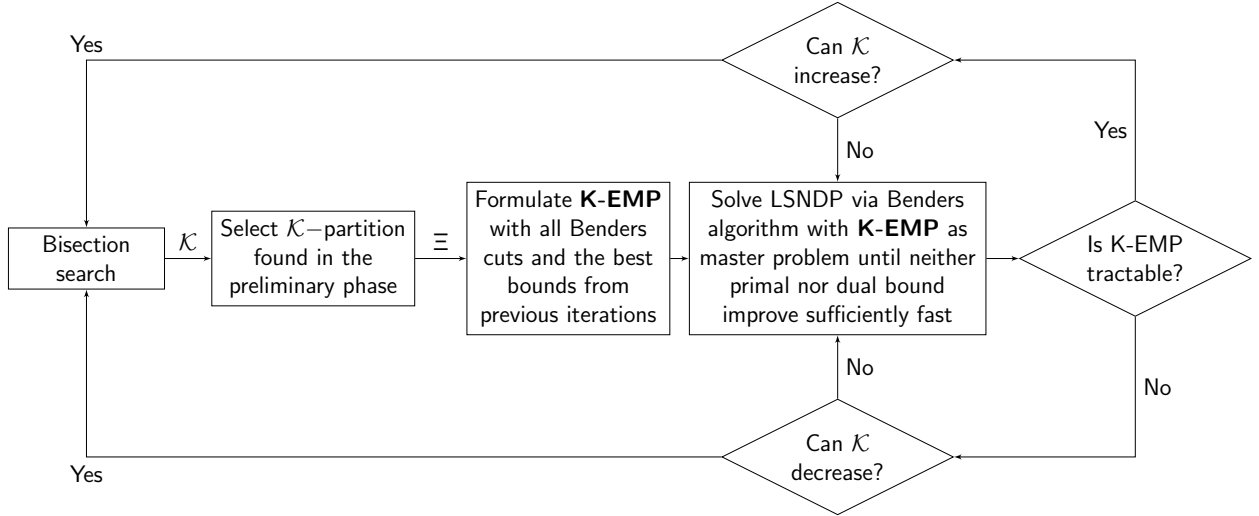 Yes
Can 𝒦
increase?
Yes
No
Bisection
search
𝒦
Select 𝒦−partition
found in the
preliminary phase
Ξ
Formulate K-EMP
with all Benders
cuts and the best
bounds from
previous iterations
Solve LSNDP via Benders
algorithm with K-EMP as
master problem until neither
primal nor dual bound
improve sufficiently fast
Is K-EMP
tractable?
No
No
Can 𝒦
decrease?
Yes